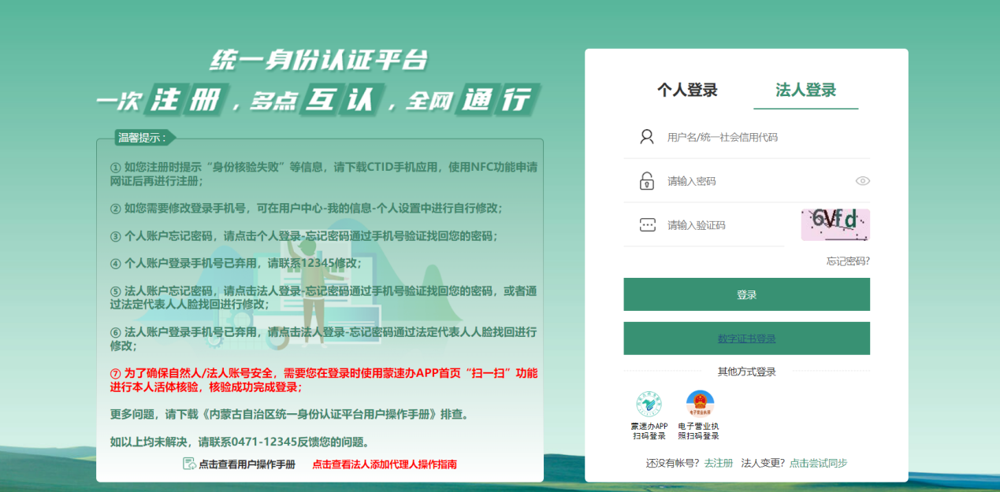 统一身份认证平台
一次注册，多点互认，全网通行
温馨提示：
① 如您注册时提示“身份核验失败”等信息，请下载CTID手机应用，使用NFC功能申请
网证后再进行注册；
② 如您需要修改登录手机号，可在用户中心-我的信息-个人设置中进行自行修改；
③ 个人账户忘记密码，请点击个人登录-忘记密码通过手机号验证找回您的密码；
④ 个人账户登录手机号已弃用，请联系12345修改；
⑤ 法人账户忘记密码，请点击法人登录-忘记密码通过手机号验证找回您的密码，或者通
过法定代表人人脸找回进行修改；
⑥ 法人账户登录手机号已弃用，请点击法人登录-忘记密码通过法定代表人人脸找回进行
修改；
⑦ 为了确保自然人/法人账号安全，需要您在登录时使用蒙速办APP首页“扫一扫”功能
进行本人活体核验，核验成功完成登录；
更多问题，请下载《内蒙古自治区统一身份认证平台用户操作手册》排查。
如以上均未解决，请联系0471-12345反馈您的问题。
点击查看用户操作手册 点击查看法人添加代理人操作指南
个人登录 法人登录
用户名/统一社会信用代码
请输入密码
请输入验证码 6Vfd
忘记密码?
登录
数字证书登录
其他方式登录
电子营业执照
蒙速办APP
扫码登录
电子营业执
照扫码登录
还没有帐号? 去注册 法人变更? 点击尝试同步